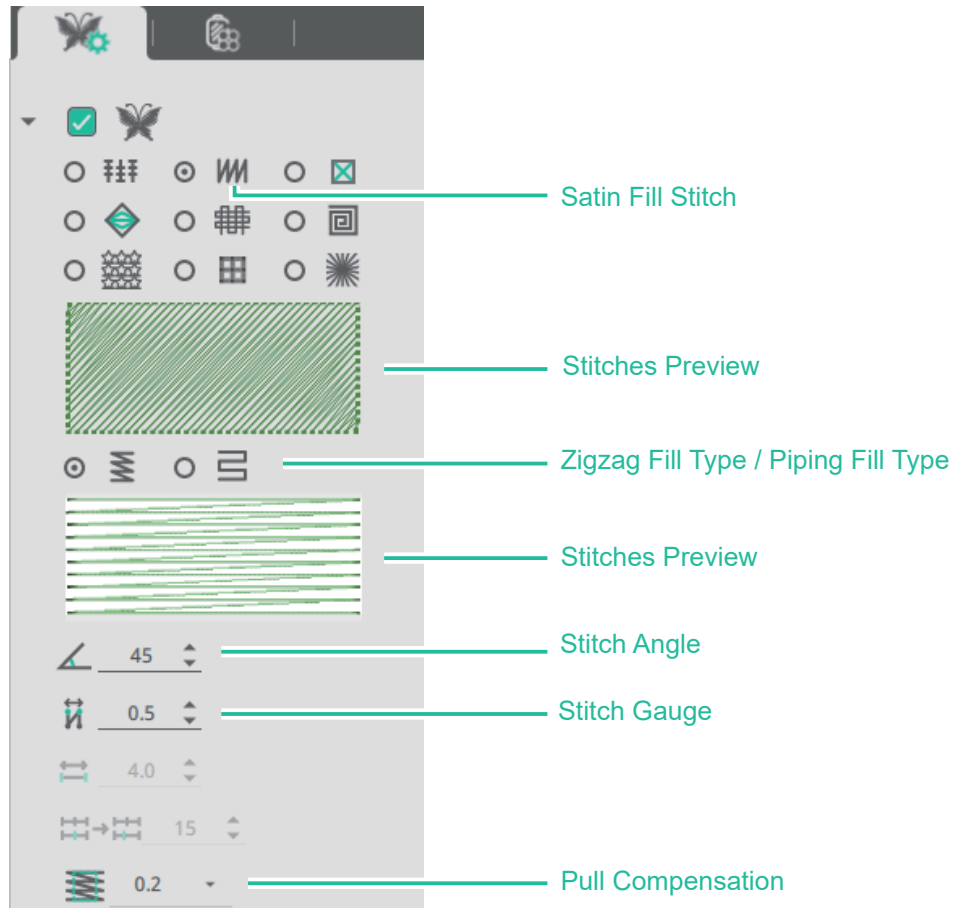 Satin Fill Stitch
Stitches Preview
Zigzag Fill Type / Piping Fill Type
Stitches Preview
45
Stitch Angle
0.5
Stitch Gauge
4.0
15
0.2
Pull Compensation